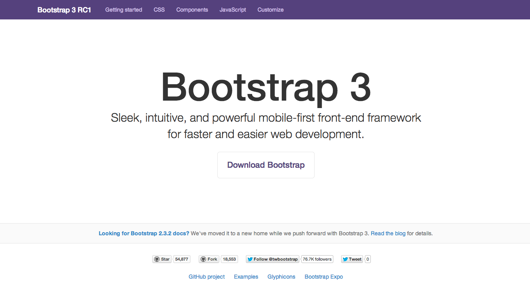 Bootstrap 3 RC1 Getting started CSS Components JavaScript Customize
Bootstrap 3
Sleek, intuitive, and powerful mobile-first front-end framework
for faster and easier web development.
Download Bootstrap
Looking for Bootstrap 2.3.2 docs? We've moved it to a new home while we push forward with Bootstrap 3. Read the blog for details.
Star 54,877 Fork 18,553 Follow @twbootstrap 76.7K followers Tweet 0
GitHub project Examples Glyphicons Bootstrap Expo